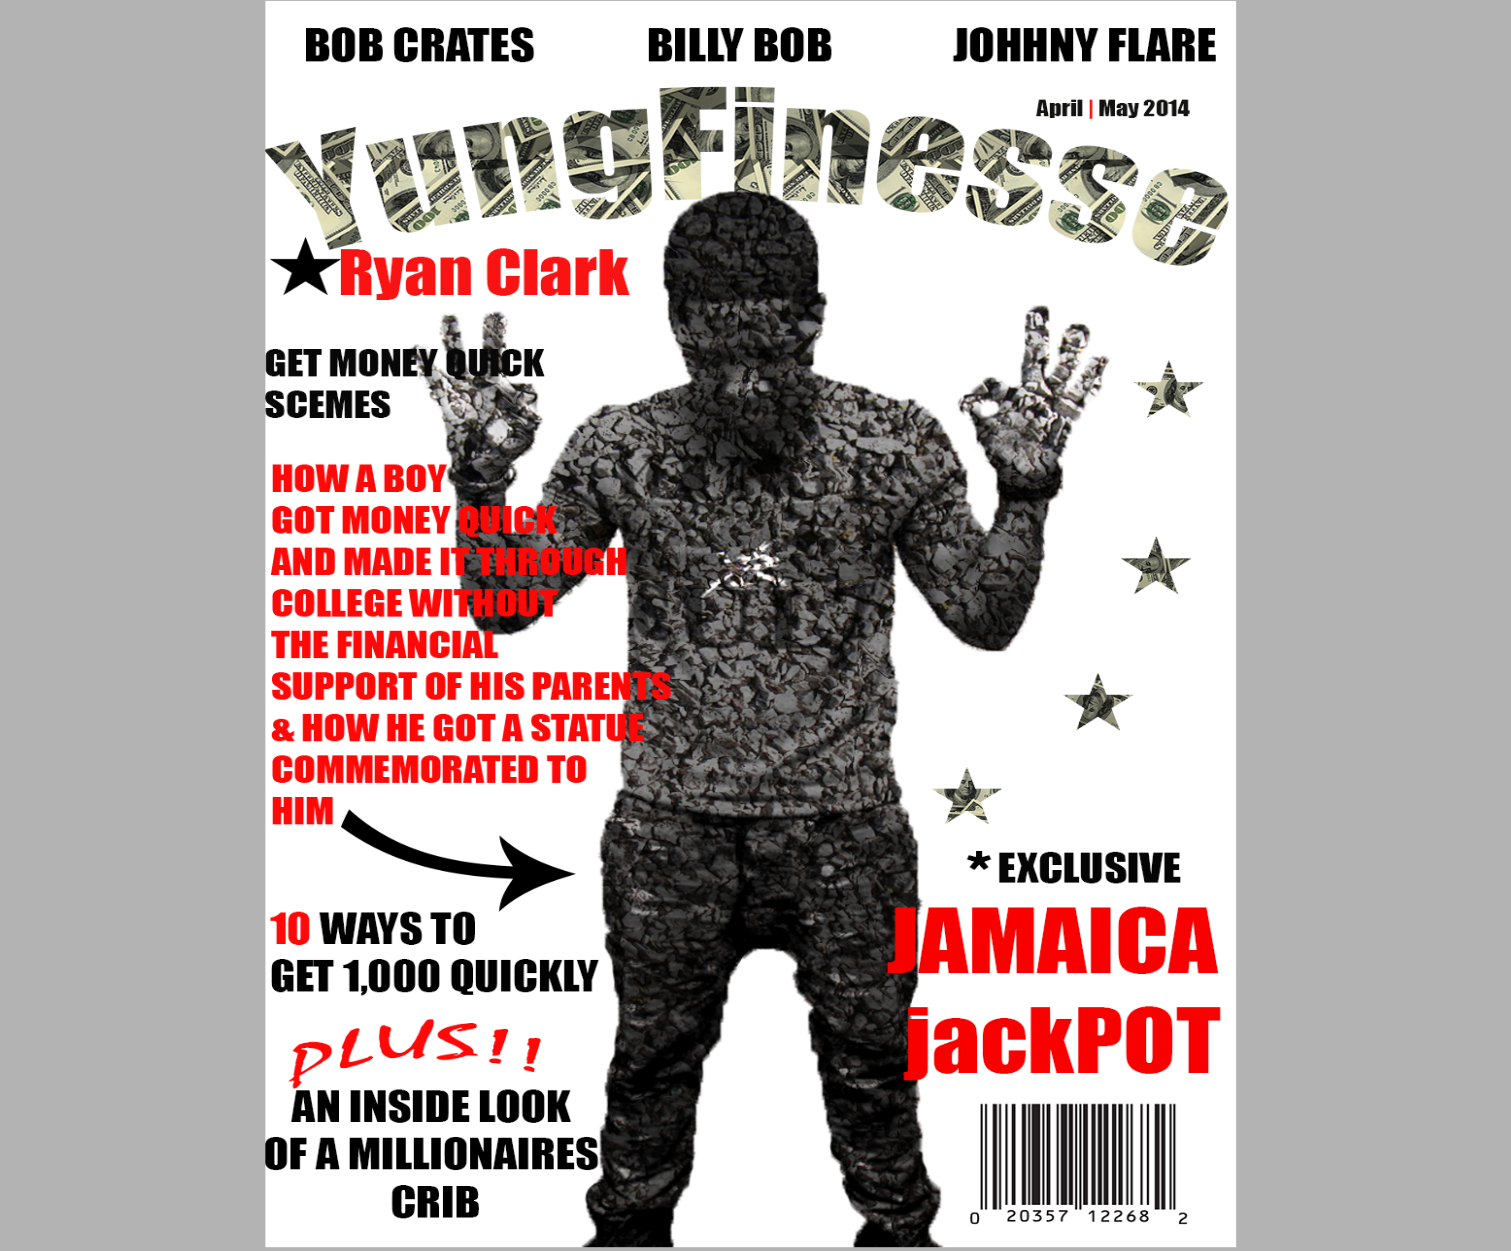 BOB CRATES BILLY BOB JOHHNY FLARE
April | May 2014
YungFinesse
Ryan Clark
GET MONEY QUICK
SCEMES
HOW A BOY
GOT MONEY QUICK
AND MADE IT THROUGH
COLLEGE WITHOUT
THE FINANCIAL
SUPPORT OF HIS PARENTS
& HOW HE GOT A STATUE
COMMEMORATED TO
HIM
10 WAYS TO
GET 1,000 QUICKLY
PLUS!!
AN INSIDE LOOK
OF A MILLIONAIRES
CRIB
* EXCLUSIVE
JAMAICA
jackPOT
0 20357 12268 2